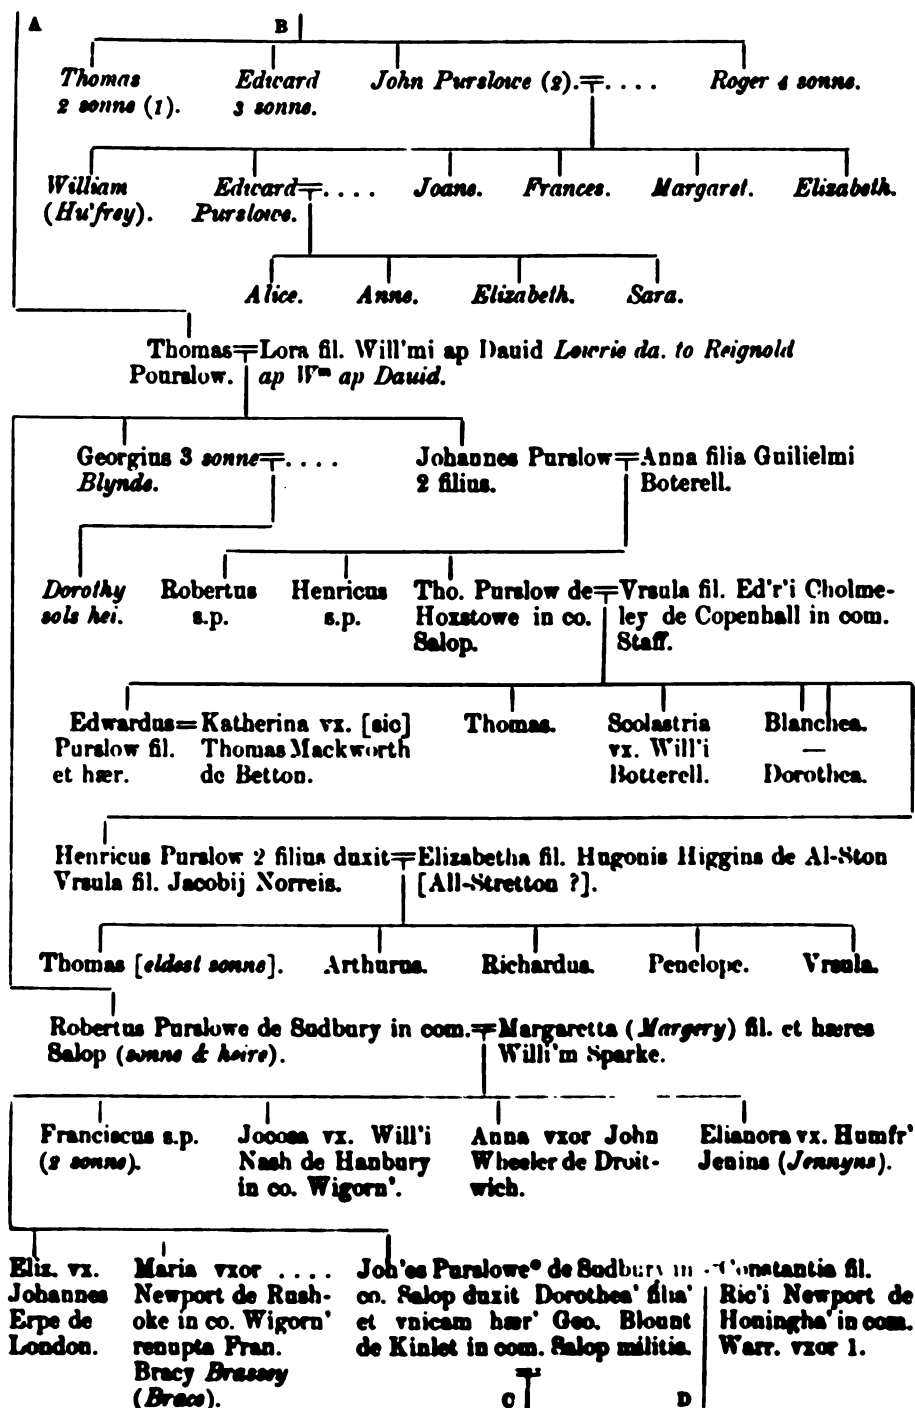 A
B
Thomas Edward John Purslowe (2). . . . . Roger 4 sonne.
2 sonne (1). 3 sonne.
William Edward . . . . Joane. Frances. Margaret. Elizabeth.
(Hu'frey). Purslowe.
Alice. Anne. Elizabeth. Sara.
Thomas = Lora fil. Will'mi ap Dauid Lowrie da. to Reignold
Pourslow. ap Wm ap Dauid.
Georgius 3 sonne = . . . . Johannes Purslow = Anna filia Guilielmi
Blynde. 2 filius. Boterell.
Dorothy Robertus Henricus Tho. Purslow de = Vrsula fil. Ed'r'i Cholme-
sols hei. s.p. s.p. Hoxstowe in co. ley de Copenhall in com.
Salop. Staff.
Edwardus = Katherina vx. [sic] Thomas. Scolastria Blanchea.
Purslow fil. Thomas Mackworth vx. Will'i —
et hær. de Betton. Botterell. Dorothea.
Henricus Purslow 2 filius duxit = Elizabetha fil. Hugonis Higgins de Al-Ston
Vrsula fil. Jacobij Norreis. [All-Stretton ?].
Thomas [eldest sonne]. Arthurus. Richardus. Penelope. Vrsula.
Robertus Purslowe de Sudbury in com. = Margaretta (Margery) fil. et hæres
Salop (sonne & heire). Willi'm Sparke.
Franciscus s.p. Jocosa vx. Will'i Anna vxor John Elianora vx. Humfr'
(2 sonne). Nash de Hanbury Wheeler de Droit- Jenins (Jennyns).
in co. Wigorn'. wich.
Eliz. vx. Maria vxor . . . . Joh'es Purslowe* de Sudbury in Constantia fil.
Johannes Newport de Rush- co. Salop duxit Dorothea' filia' Ric'i Newport de
Erpe de oke in co. Wigorn' et vnicam hær' Geo. Blount Honingha' in com.
London. renupta Fran. de Kinlet in com. Salop militia. Warr. vxor 1.
Bracy Brassey
(Brace). C D